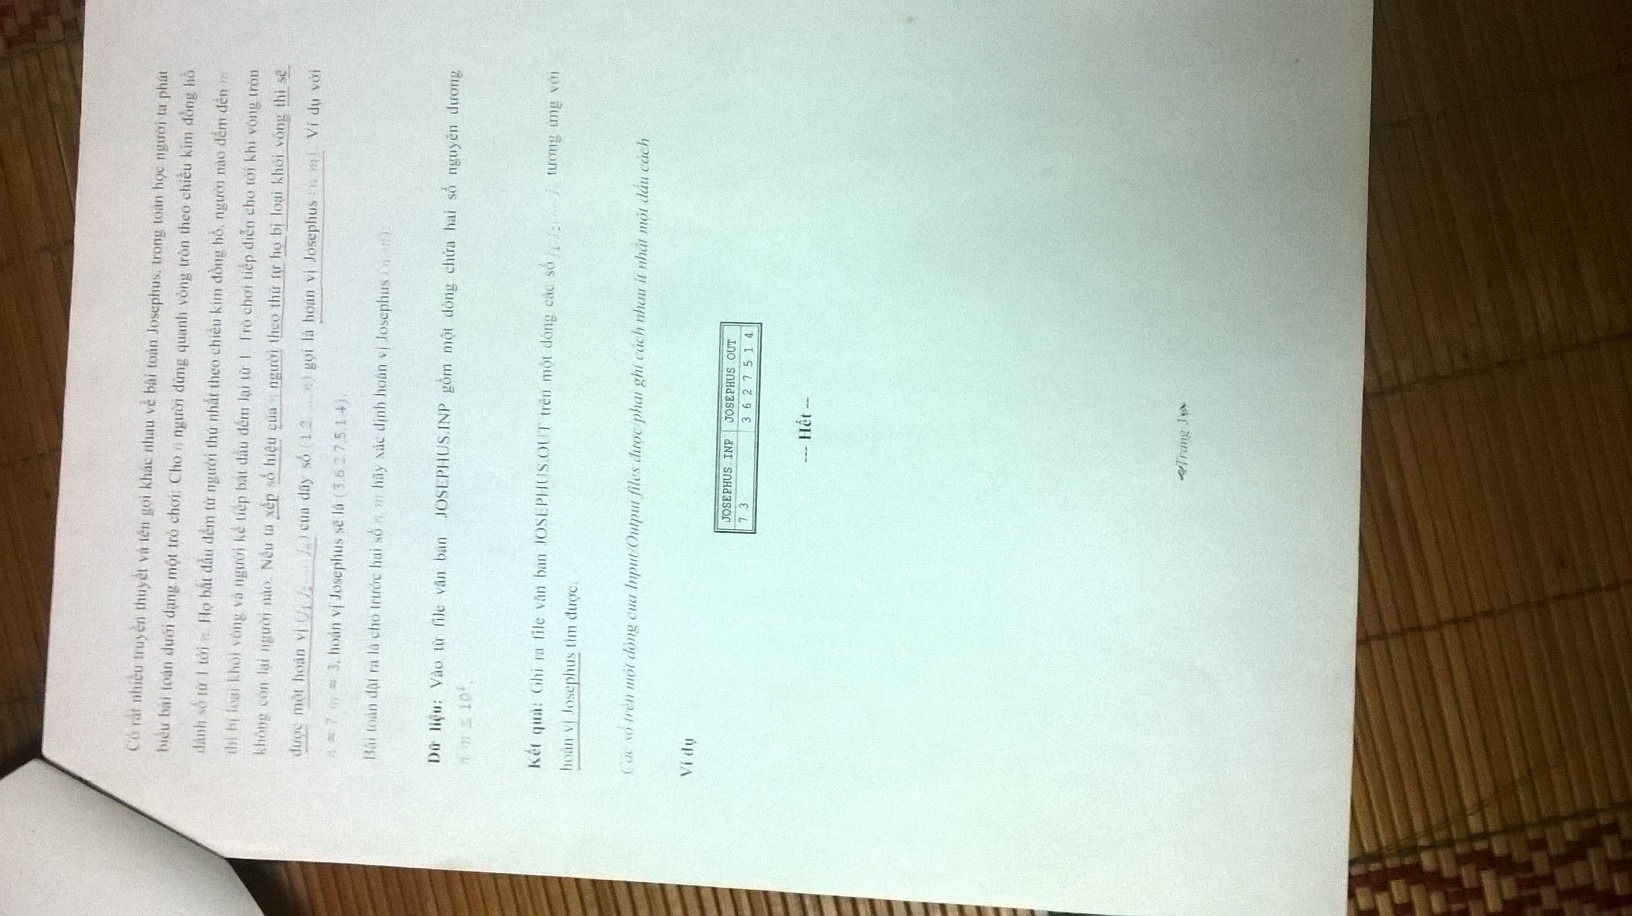 Có rất nhiều truyền thuyết và tên gọi khác nhau về bài toán Josephus, trong toán học người ta phát
biểu bài toán dưới dạng một trò chơi: Cho n người đứng quanh vòng tròn theo chiều kim đồng hồ
đánh số từ 1 tới n. Họ bắt đầu đếm từ người thứ nhất theo chiều kim đồng hồ, người nào đếm đến m
thì bị loại khỏi vòng và người kế tiếp bắt đầu đếm lại từ 1. Trò chơi tiếp diễn cho tới khi vòng tròn
không còn lại người nào. Nếu ta xếp số hiệu của n người theo thứ tự họ bị loại khỏi vòng thì sẽ
được một hoán vị (j₁, j₂, ..., jₙ) của dãy số (1, 2, ..., n) gọi là hoán vị Josephus (n, m). Ví dụ với
n = 7, m = 3, hoán vị Josephus sẽ là (3,6,2,7,5,1,4).
Bài toán đặt ra là cho trước hai số n, m hãy xác định hoán vị Josephus (n, m).
Dữ liệu: Vào từ file văn bản JOSEPHUS.INP gồm một dòng chứa hai số nguyên dương
n, m ≤
Kết quả: Ghi ra file văn bản JOSEPHUS.OUT trên một dòng các số j₁, j₂, ..., tương ứng với
hoán vị Josephus tìm được.
Các số trên một dòng của Input/Output files được/phải ghi cách nhau ít nhất một dấu cách
Ví dụ
JOSEPHUS.INP JOSEPHUS.OUT
7 3 3 6 2 7 5 1 4
--- Hết --
Trang 3